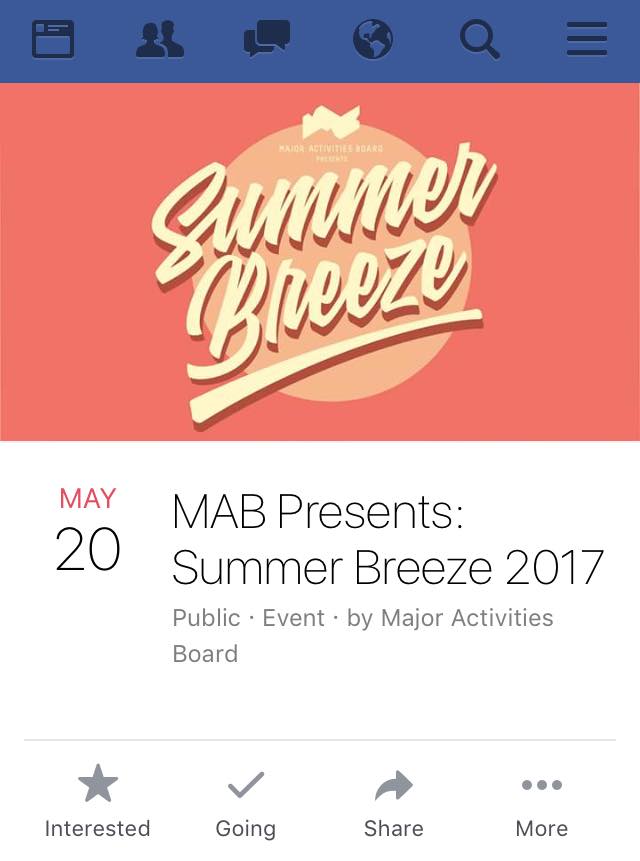 MAJOR ACTIVITIES BOARD
PRESENTS
Summer
Breeze
MAY
20
MAB Presents:
Summer Breeze 2017
Public · Event · by Major Activities
Board
Interested
Going
Share
More